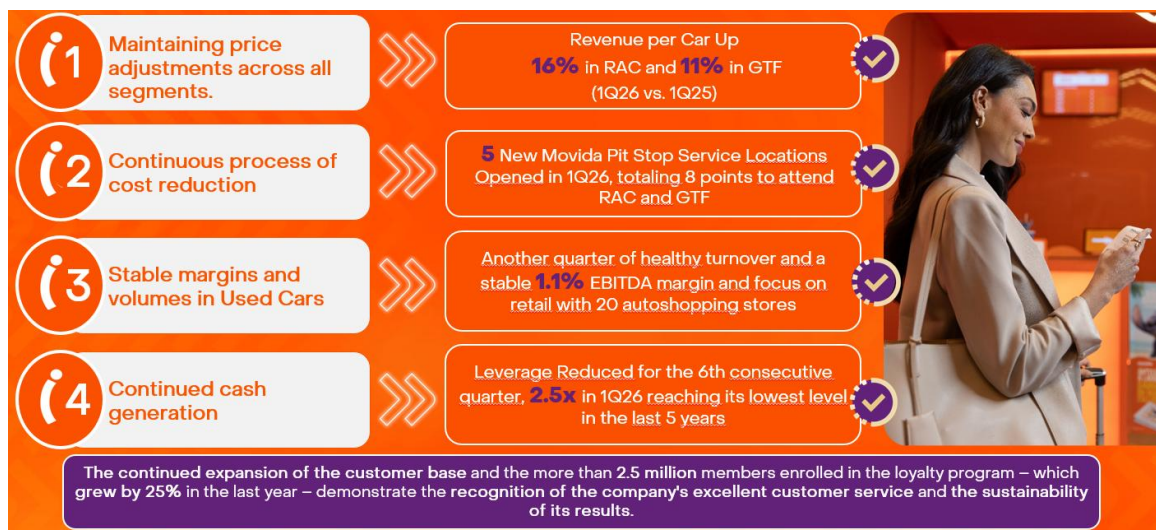 1
Maintaining price
adjustments across all
segments.
Revenue per Car Up
16% in RAC and 11% in GTF
(1Q26 vs. 1Q25)
2
Continuous process of
cost reduction
5 New Movida Pit Stop Service Locations
Opened in 1Q26, totaling 8 points to attend
RAC and GTF
3
Stable margins and
volumes in Used Cars
Another quarter of healthy turnover and a
stable 1.1% EBITDA margin and focus on
retail with 20 autoshopping stores
4
Continued cash
generation
Leverage Reduced for the 6th consecutive
quarter, 2.5x in 1Q26 reaching its lowest level
in the last 5 years
The continued expansion of the customer base and the more than 2.5 million members enrolled in the loyalty program – which
grew by 25% in the last year – demonstrate the recognition of the company's excellent customer service and the sustainability
of its results.